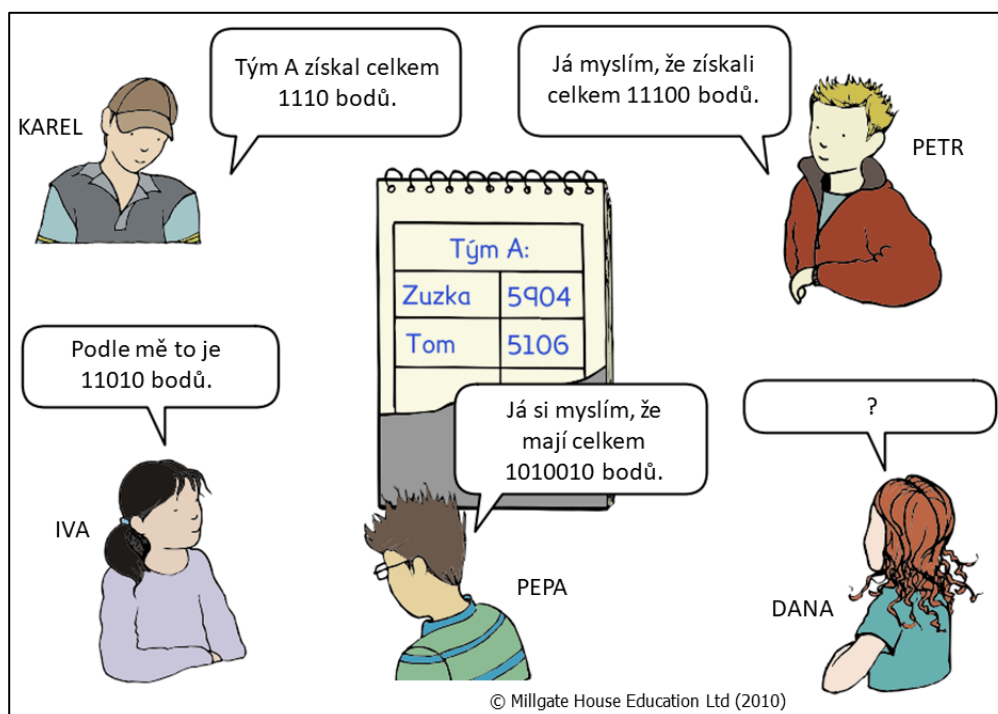 Tým A získal celkem
1110 bodů.
KAREL
Já myslím, že získali
celkem 11100 bodů.
PETR
Tým A:
Zuzka 5904
Tom 5106
Podle mě to je
11010 bodů.
IVA
Já si myslím, že
mají celkem
1010010 bodů.
PEPA
?
DANA
© Millgate House Education Ltd (2010)